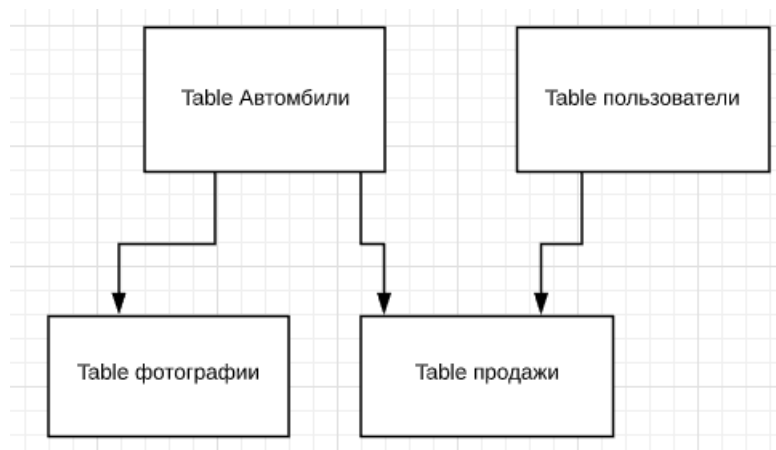 Table Автомбили
Table пользователи
Table фотографии
Table продажи